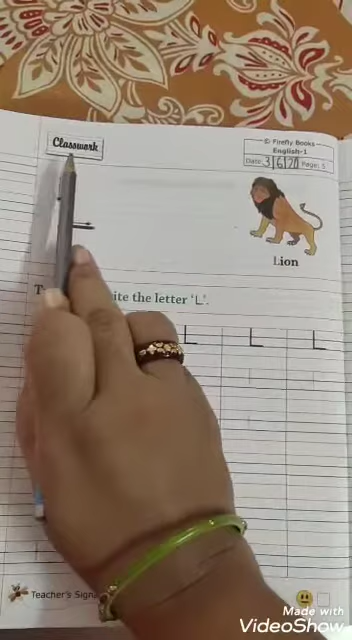 Classwork
© Firefly Books
English-1
Date: 3/6/20 Page: 5
Lion
ite the letter 'L'.
L L L
Teacher's Signa
Made with
VideoShow